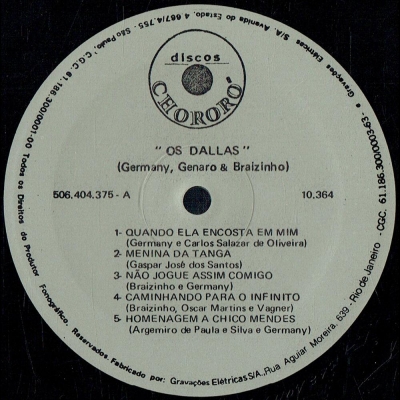 discos
CHORORÓ
" OS DALLAS "
(Germany, Genaro & Braizinho)
506.404.375 - A
10.364
1- QUANDO ELA ENCOSTA EM MIM
(Germany e Carlos Salazar de Oliveira)
2- MENINA DA TANGA
(Gaspar José dos Santos)
3- NÃO JOGUE ASSIM COMIGO
(Braizinho e Germany)
4- CAMINHANDO PARA O INFINITO
(Braizinho, Oscar Martins e Vagner)
5- HOMENAGEM A CHICO MENDES
(Argemiro de Paula e Silva e Germany)
Todos os Direitos do Produtor Fonográfico. Reservados Fabricado por: Gravações Elétricas S/A.,Rua Aguiar Moreira, 639 - Rio de Janeiro - CGC. 61.186.300/0003-63 - e Gravações Elétricas S/A. Avenida do Estado, 4.667/4.755 - São Paulo, C.G.C. 61.186.300/0001-00